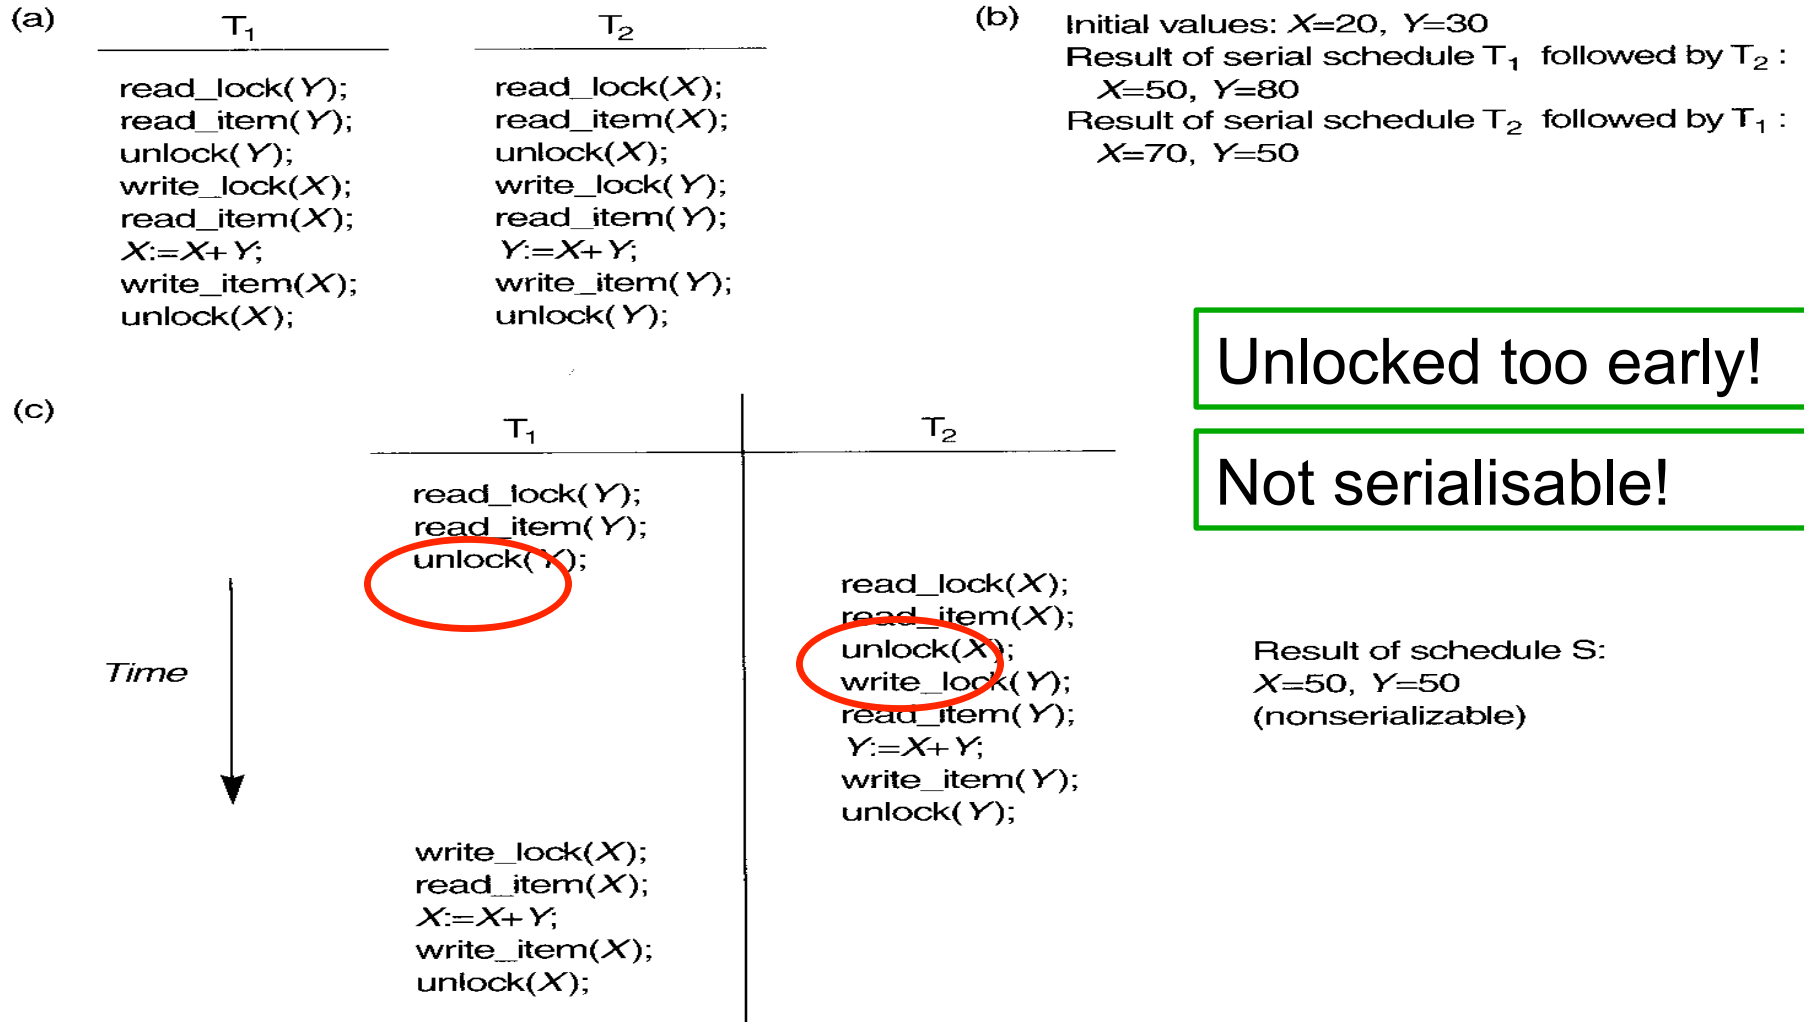 (a)
T1
T2
read_lock(Y);
read_item(Y);
unlock(Y);
write_lock(X);
read_item(X);
X:=X+Y;
write_item(X);
unlock(X);
read_lock(X);
read_item(X);
unlock(X);
write_lock(Y);
read_item(Y);
Y:=X+Y;
write_item(Y);
unlock(Y);
(b)
Initial values: X=20, Y=30
Result of serial schedule T1 followed by T2 :
X=50, Y=80
Result of serial schedule T2 followed by T1 :
X=70, Y=50
Unlocked too early!
Not serialisable!
(c)
T1
T2
Time
read_lock(Y);
read_item(Y);
unlock(Y);
read_lock(X);
read_item(X);
unlock(X);
write_lock(Y);
read_item(Y);
Y:=X+Y;
write_item(Y);
unlock(Y);
write_lock(X);
read_item(X);
X:=X+Y;
write_item(X);
unlock(X);
Result of schedule S:
X=50, Y=50
(nonserializable)